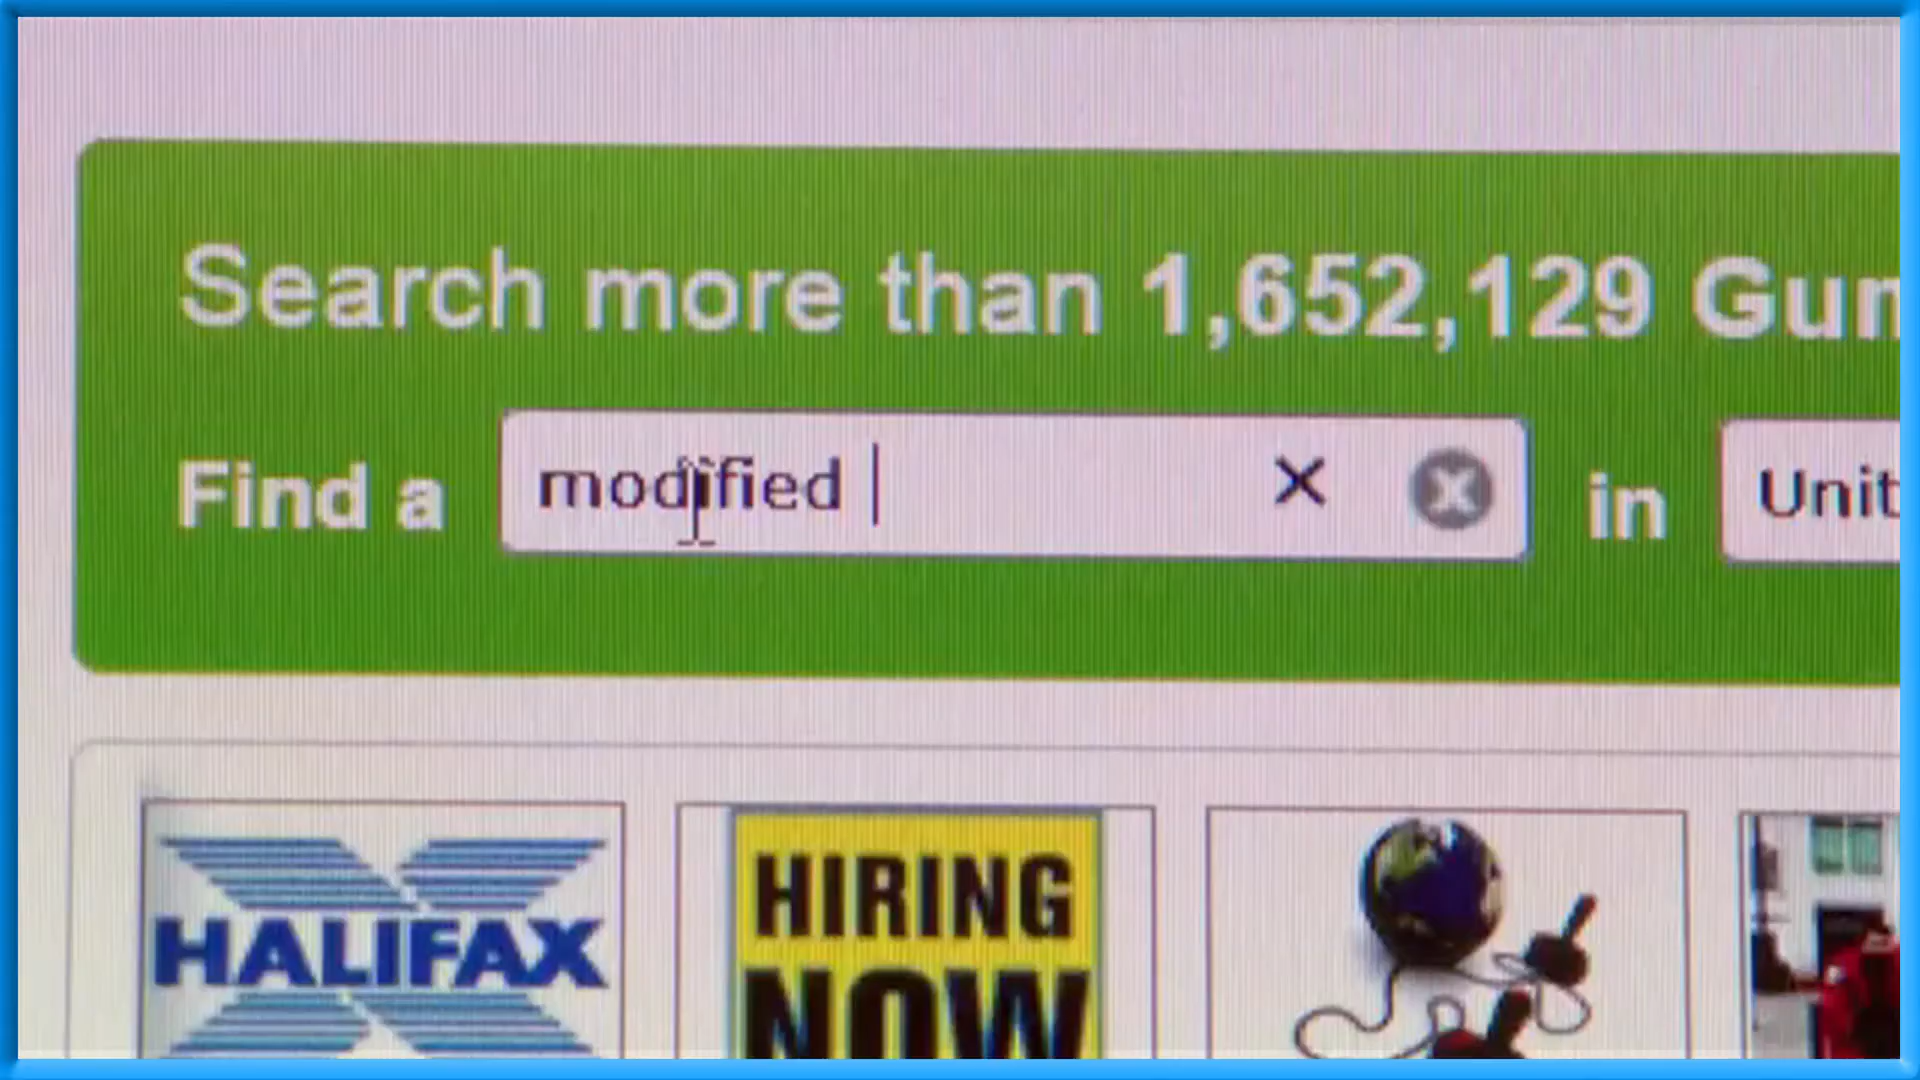 Search more than 1,652,129 Gum
Find a modified in Unit
HALIFAX
HIRING
NOW